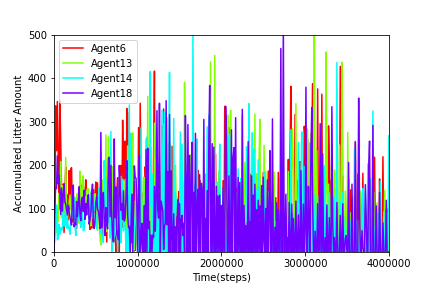 500
400
300
200
100
0
Accumulated Litter Amount
Agent6
Agent13
Agent14
Agent18
0
1000000
2000000
3000000
4000000
Time(steps)